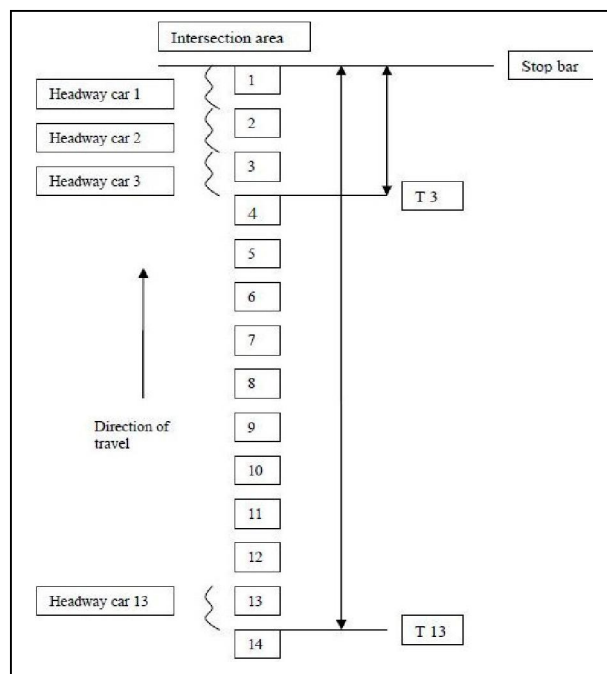 Intersection area
Stop bar
1
Headway car 1
2
Headway car 2
3
Headway car 3
T 3
4
5
6
7
8
Direction of
travel
9
10
11
12
Headway car 13
13
T 13
14